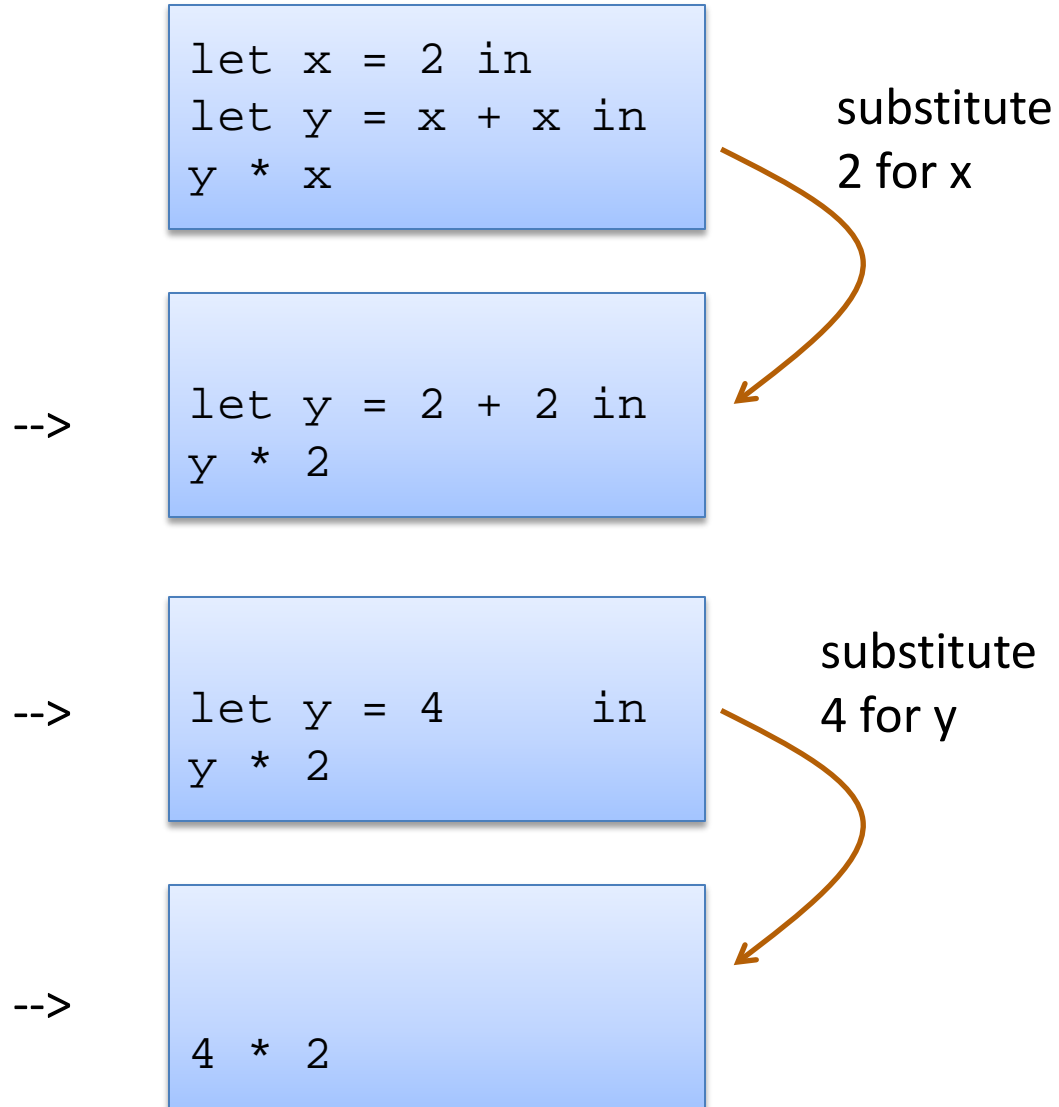 let x = 2 in
let y = x + x in
y * x
substitute
2 for x
-->
let y = 2 + 2 in
y * 2
-->
let y = 4     in
y * 2
substitute
4 for y
-->
4 * 2